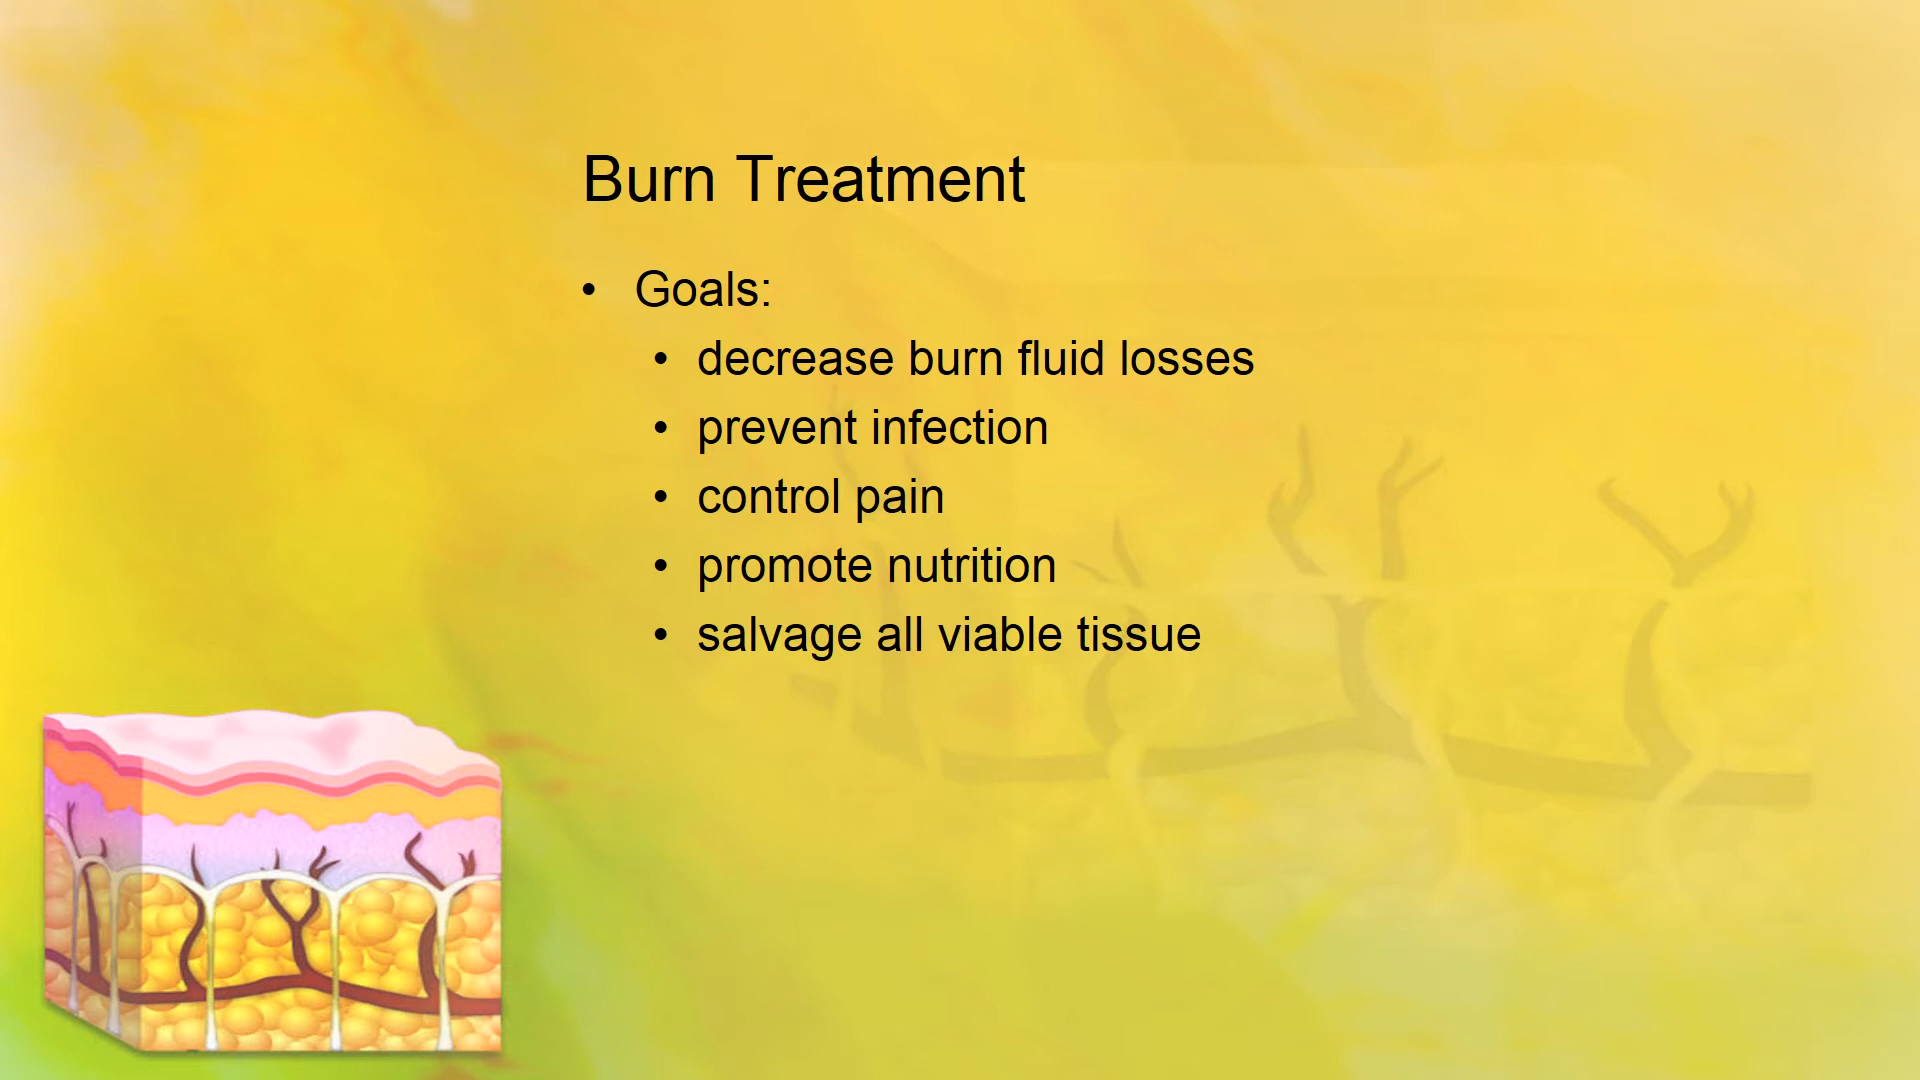 Burn Treatment
• Goals:
• decrease burn fluid losses
• prevent infection
• control pain
• promote nutrition
• salvage all viable tissue